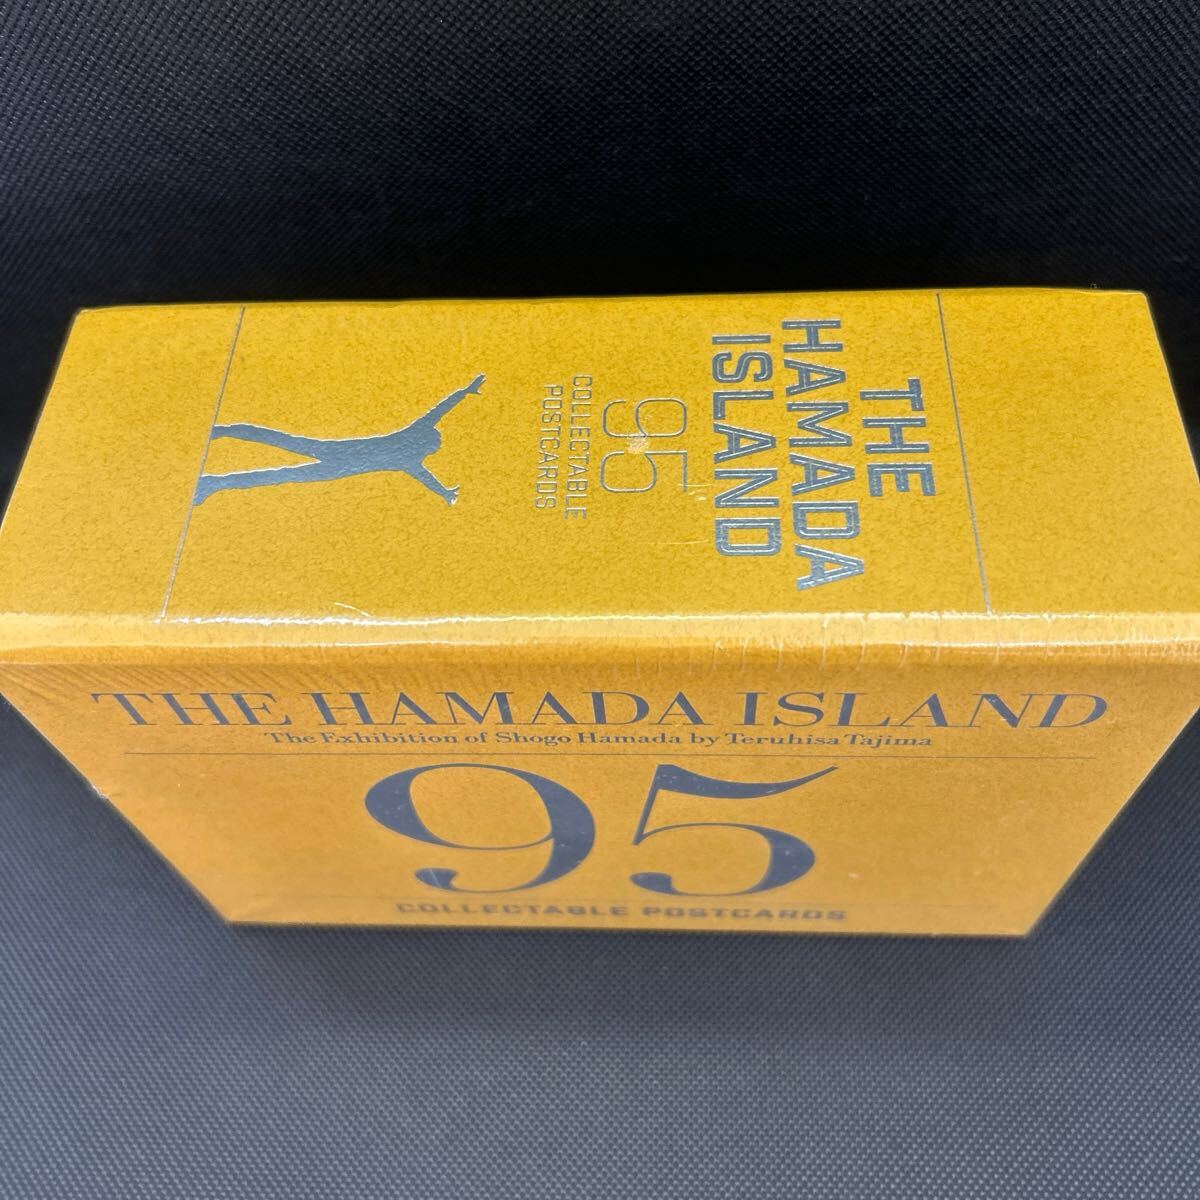 THE
HAMADA
ISLAND
95
COLLECTABLE
POSTCARDS
THE HAMADA ISLAND
The Exhibition of Shogo Hamada by Teruhisa Tajima
95
COLLECTABLE POSTCARDS